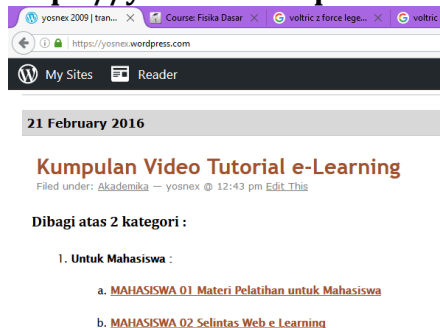 yosnex 2009 | tran...
Course: Fisika Dasar
voltric z force lege...
voltric
https://yosnex.wordpress.com
My Sites
Reader
21 February 2016
Kumpulan Video Tutorial e-Learning
Filed under: Akademika — yosnex @ 12:43 pm Edit This
Dibagi atas 2 kategori :
1. Untuk Mahasiswa :
a. MAHASISWA 01 Materi Pelatihan untuk Mahasiswa
b. MAHASISWA 02 Selintas Web e Learning